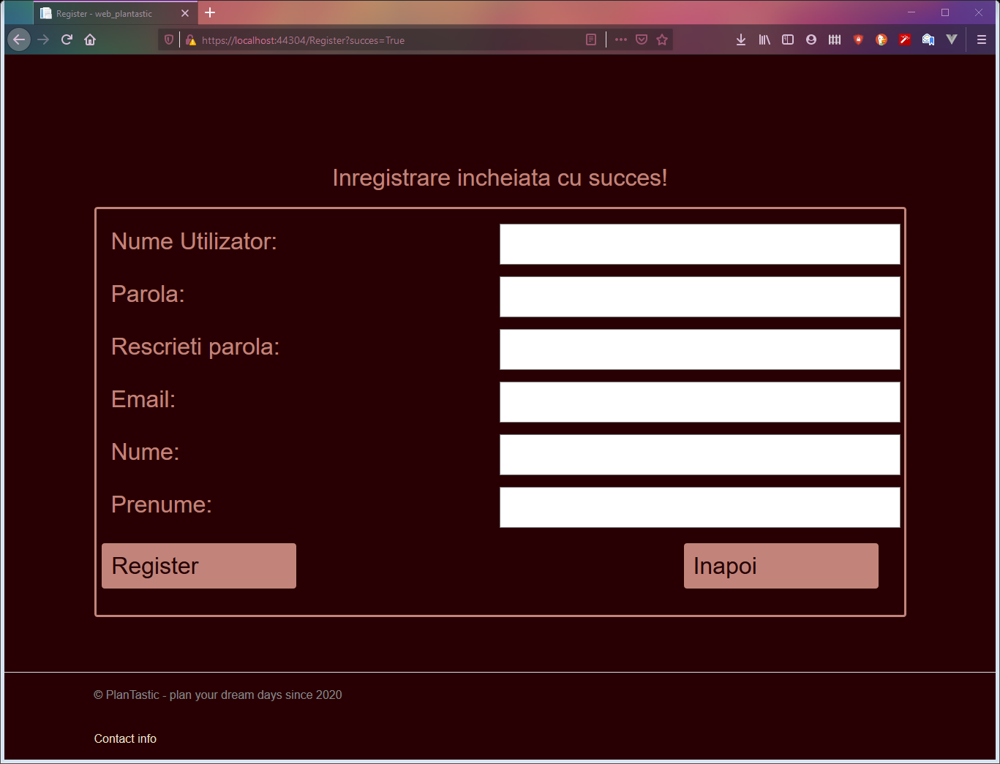 Register - web_plantastic
https://localhost:44304/Register?succes=True
Inregistrare incheiata cu succes!
Nume Utilizator:
Parola:
Rescrieti parola:
Email:
Nume:
Prenume:
Register Inapoi
© PlanTastic - plan your dream days since 2020
Contact info